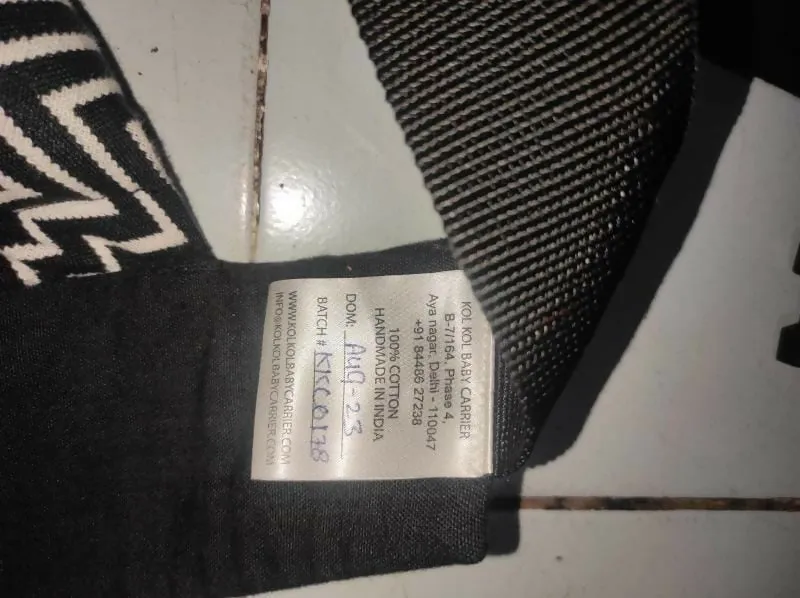 KOL KOL BABY CARRIER
B-7/164, Phase 4,
Aya nagar, Delhi - 110047
+91 84486 27238
100% COTTON
HANDMADE IN INDIA
DOM: AUG-23
BATCH # KKC0178
WWW.KOLKOLBABYCARRIER.COM
INFO@KOLKOLBABYCARRIER.COM